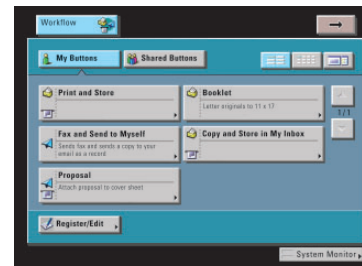 Workflow
My Buttons
Shared Buttons
Print and Store
Booklet
Letter originals to 11 x 17
1/1
Fax and Send to Myself
Sends fax and sends a copy to your
email as a record
Copy and Store in My Inbox
Proposal
Attach proposal to cover sheet
Register/Edit
System Monitor